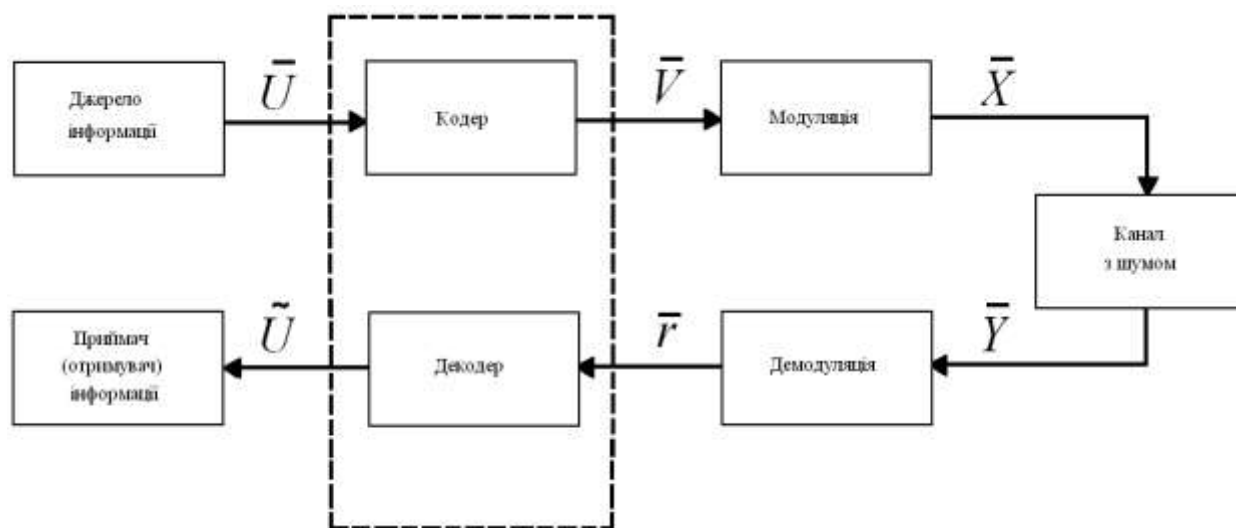 Джерело
інформації
Ū
Кодер
V̄
Модуляція
X̄
Канал
з шумом
Приймач
(отримувач)
інформації
Ũ
Декодер
r̄
Демодуляція
Ȳ